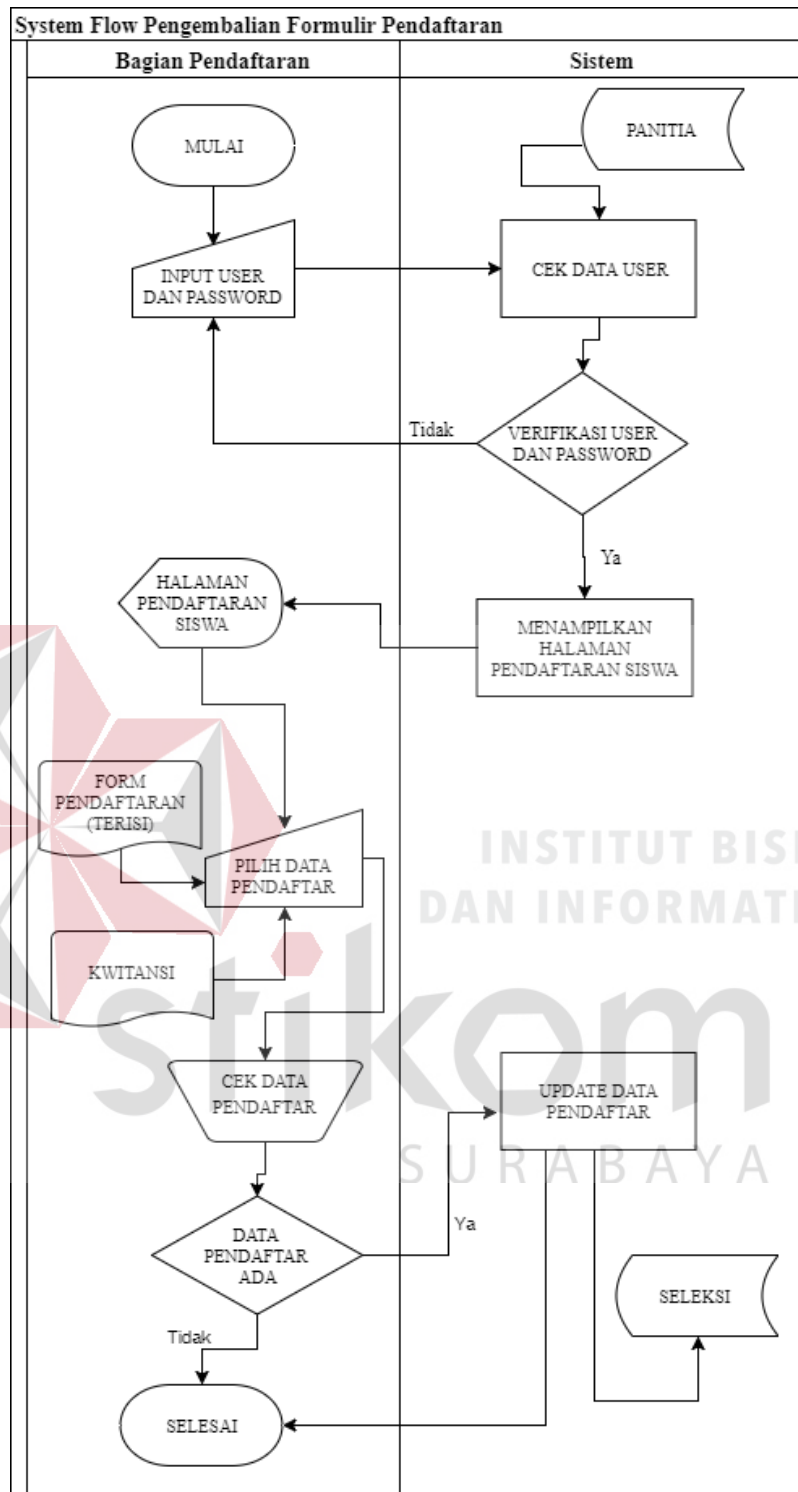 System Flow Pengembalian Formulir Pendaftaran
Bagian Pendaftaran
Sistem
MULAI
PANITIA
INPUT USER
DAN PASSWORD
CEK DATA USER
Tidak
VERIFIKASI USER
DAN PASSWORD
Ya
HALAMAN
PENDAFTARAN
SISWA
MENAMPILKAN
HALAMAN
PENDAFTARAN SISWA
FORM
PENDAFTARAN
(TERISI)
PILIH DATA
PENDAFTAR
INSTITUT BISI
DAN INFORMATI
KWITANSI
stikom
CEK DATA
PENDAFTAR
UPDATE DATA
PENDAFTAR
SURABAYA
Ya
DATA
PENDAFTAR
ADA
SELEKSI
Tidak
SELESAI